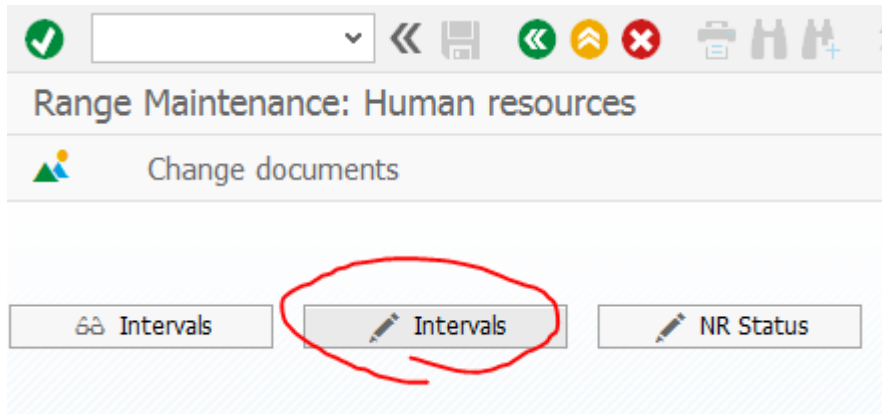 Range Maintenance: Human resources
Change documents
Intervals Intervals NR Status